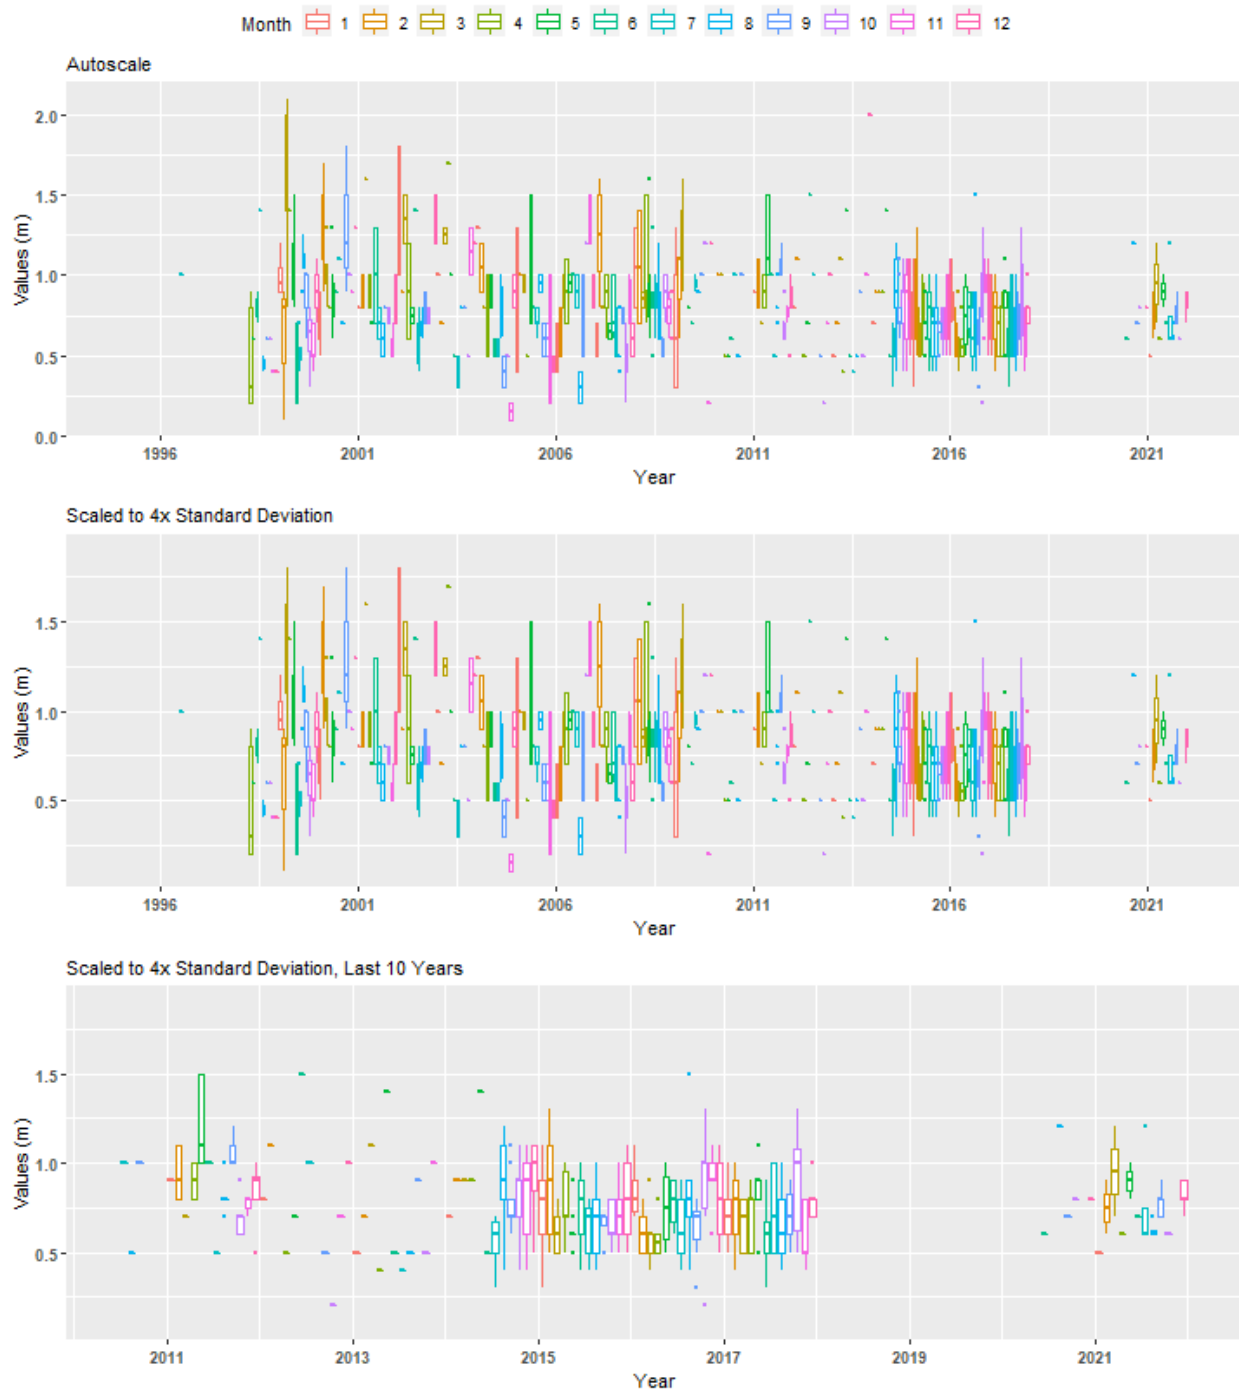 Month 1 2 3 4 5 6 7 8 9 10 11 12
Autoscale
2.0
1.5
1.0
0.5
0.0
Values (m)
1996 2001 2006 2011 2016 2021
Year
Scaled to 4x Standard Deviation
1.5
1.0
0.5
Values (m)
1996 2001 2006 2011 2016 2021
Year
Scaled to 4x Standard Deviation, Last 10 Years
1.5
1.0
0.5
Values (m)
2011 2013 2015 2017 2019 2021
Year